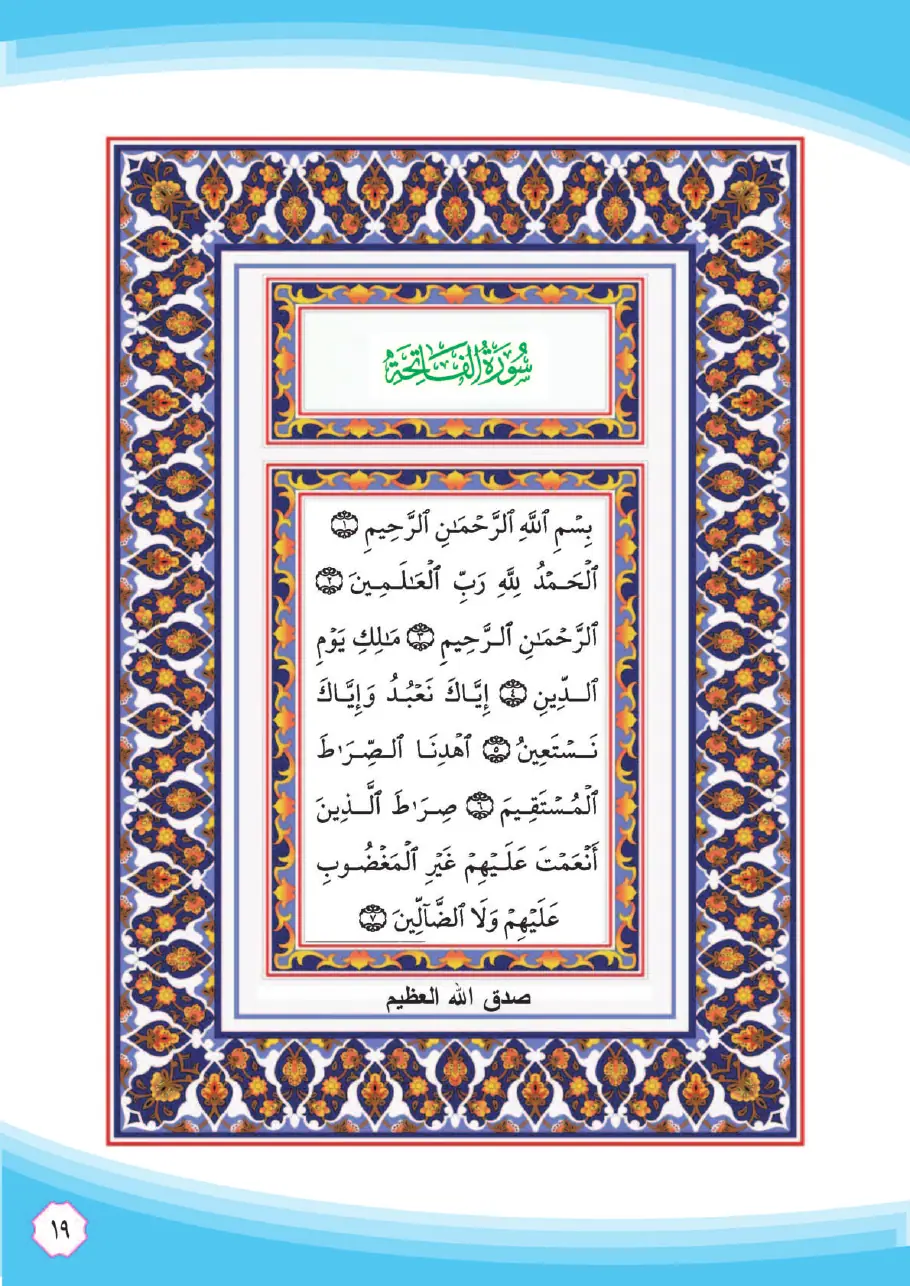 سُورَةُ الفَاتِحَةِ
بِسْمِ ٱللَّهِ ٱلرَّحْمَٰنِ ٱلرَّحِيمِ ١
ٱلْحَمْدُ لِلَّهِ رَبِّ ٱلْعَٰلَمِينَ ٢
ٱلرَّحْمَٰنِ ٱلرَّحِيمِ ٣ مَٰلِكِ يَوْمِ
ٱلدِّينِ ٤ إِيَّاكَ نَعْبُدُ وَإِيَّاكَ
نَسْتَعِينُ ٥ ٱهْدِنَا ٱلصِّرَٰطَ
ٱلْمُسْتَقِيمَ ٦ صِرَٰطَ ٱلَّذِينَ
أَنْعَمْتَ عَلَيْهِمْ غَيْرِ ٱلْمَغْضُوبِ
عَلَيْهِمْ وَلَا ٱلضَّآلِّينَ ٧
صدق الله العظيم
١٩